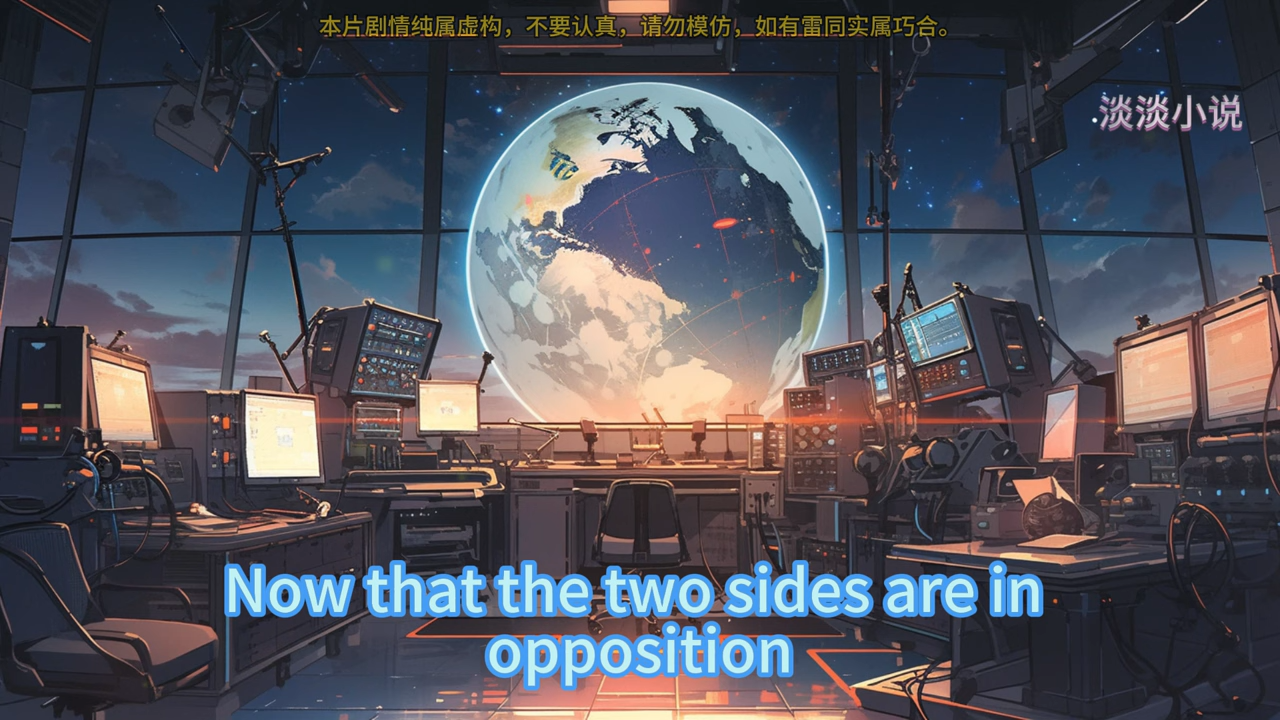 本片剧情纯属虚构，不要认真，请勿模仿，如有雷同实属巧合。
淡淡小说
Now that the two sides are in
opposition